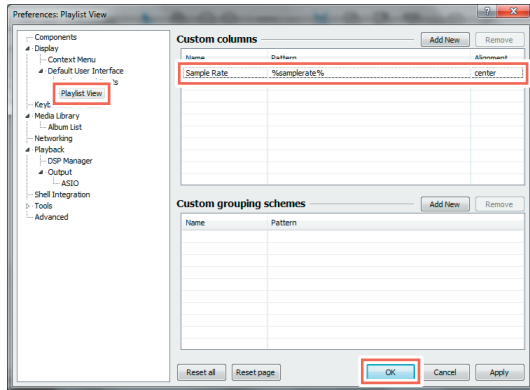 Preferences: Playlist View
Components
Display
Context Menu
Default User Interface
Playlist View
Media Library
Album List
Networking
Playback
DSP Manager
Output
ASIO
Shell Integration
Tools
Advanced
Custom columns
Add New
Remove
Name Pattern Alignment
Sample Rate %samplerate% center
Custom grouping schemes
Add New
Remove
Name Pattern
Reset all
Reset page
OK
Cancel
Apply